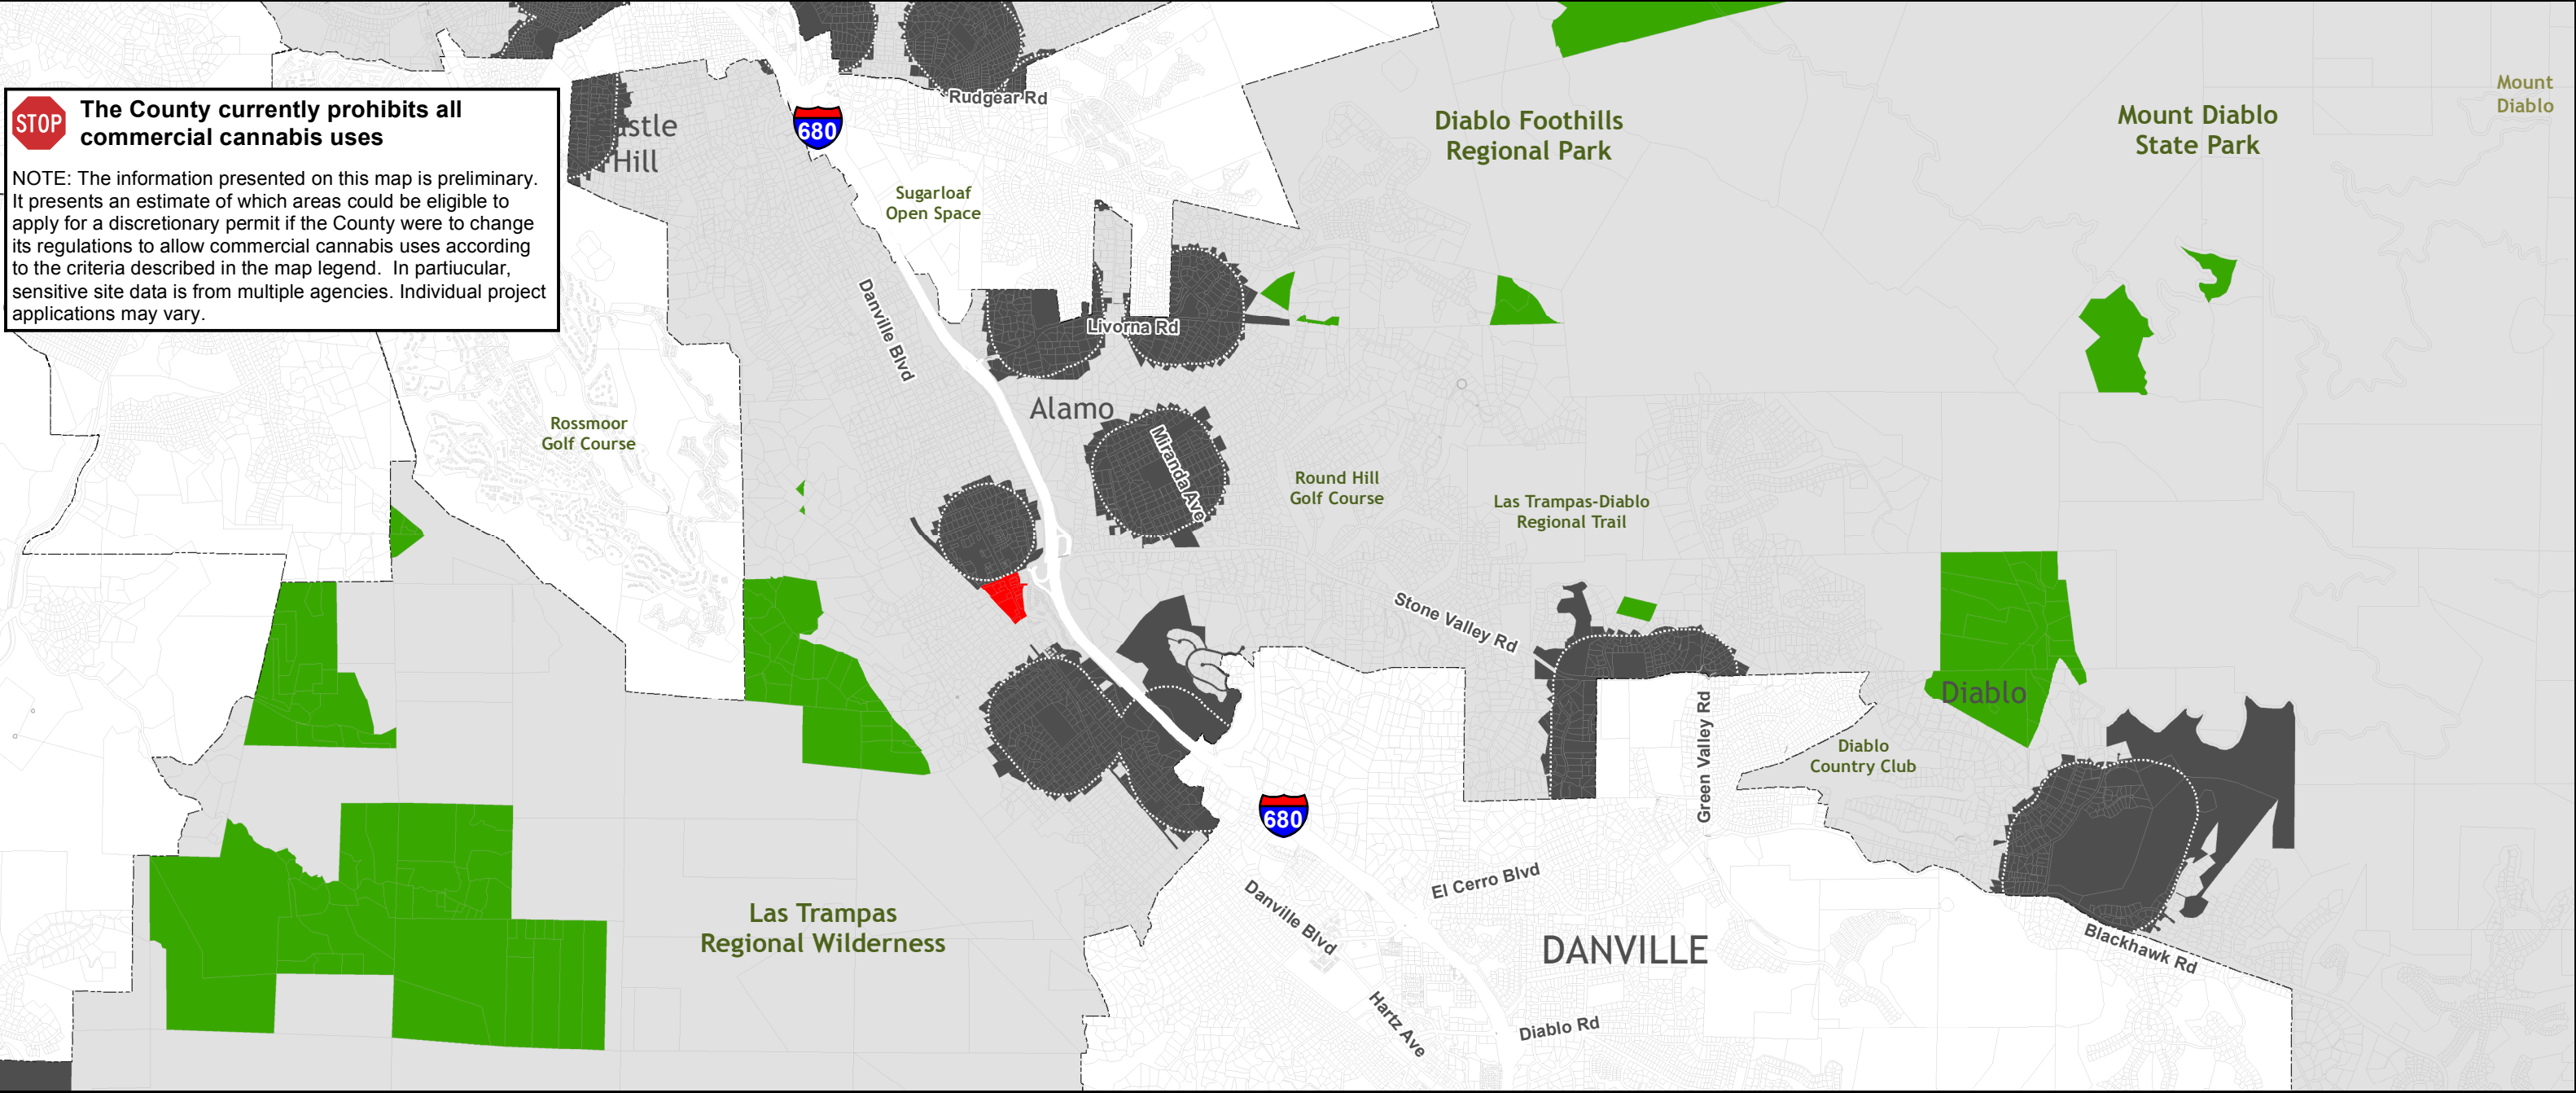 STOP
The County currently prohibits all
commercial cannabis uses
NOTE: The information presented on this map is preliminary.
It presents an estimate of which areas could be eligible to
apply for a discretionary permit if the County were to change
its regulations to allow commercial cannabis uses according
to the criteria described in the map legend.  In partiucular,
sensitive site data is from multiple agencies. Individual project
applications may vary.
astle
Hill
680
Rudgear Rd
Sugarloaf
Open Space
Diablo Foothills
Regional Park
Mount Diablo
State Park
Mount
Diablo
Danville Blvd
Livorna Rd
Alamo
Rossmoor
Golf Course
Miranda Ave
Round Hill
Golf Course
Las Trampas-Diablo
Regional Trail
Stone Valley Rd
Green Valley Rd
Diablo
Diablo
Country Club
680
El Cerro Blvd
Las Trampas
Regional Wilderness
Danville Blvd
DANVILLE
Blackhawk Rd
Hartz Ave
Diablo Rd